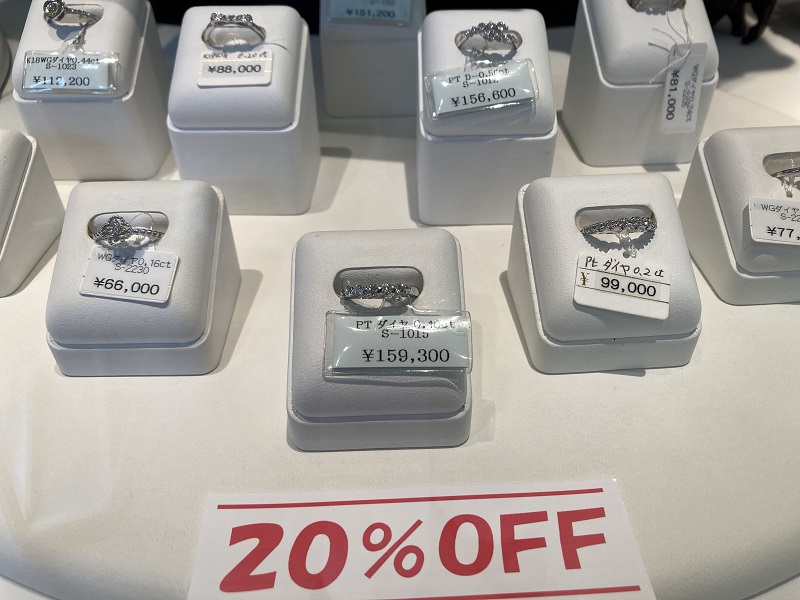 K18WGダイヤ0.44ct
S-1023
¥112,200
¥88,000
¥151,200
PT D-0.50ct
S-1012
¥156,600
¥81,000
WGダイヤ0.16ct
S-2230
¥66,000
PT ダイヤ 0.40ct
S-1015
¥159,300
Pt ダイヤ 0.2ct
¥ 99,000
WGダイヤ
S-2
¥77,
20%OFF